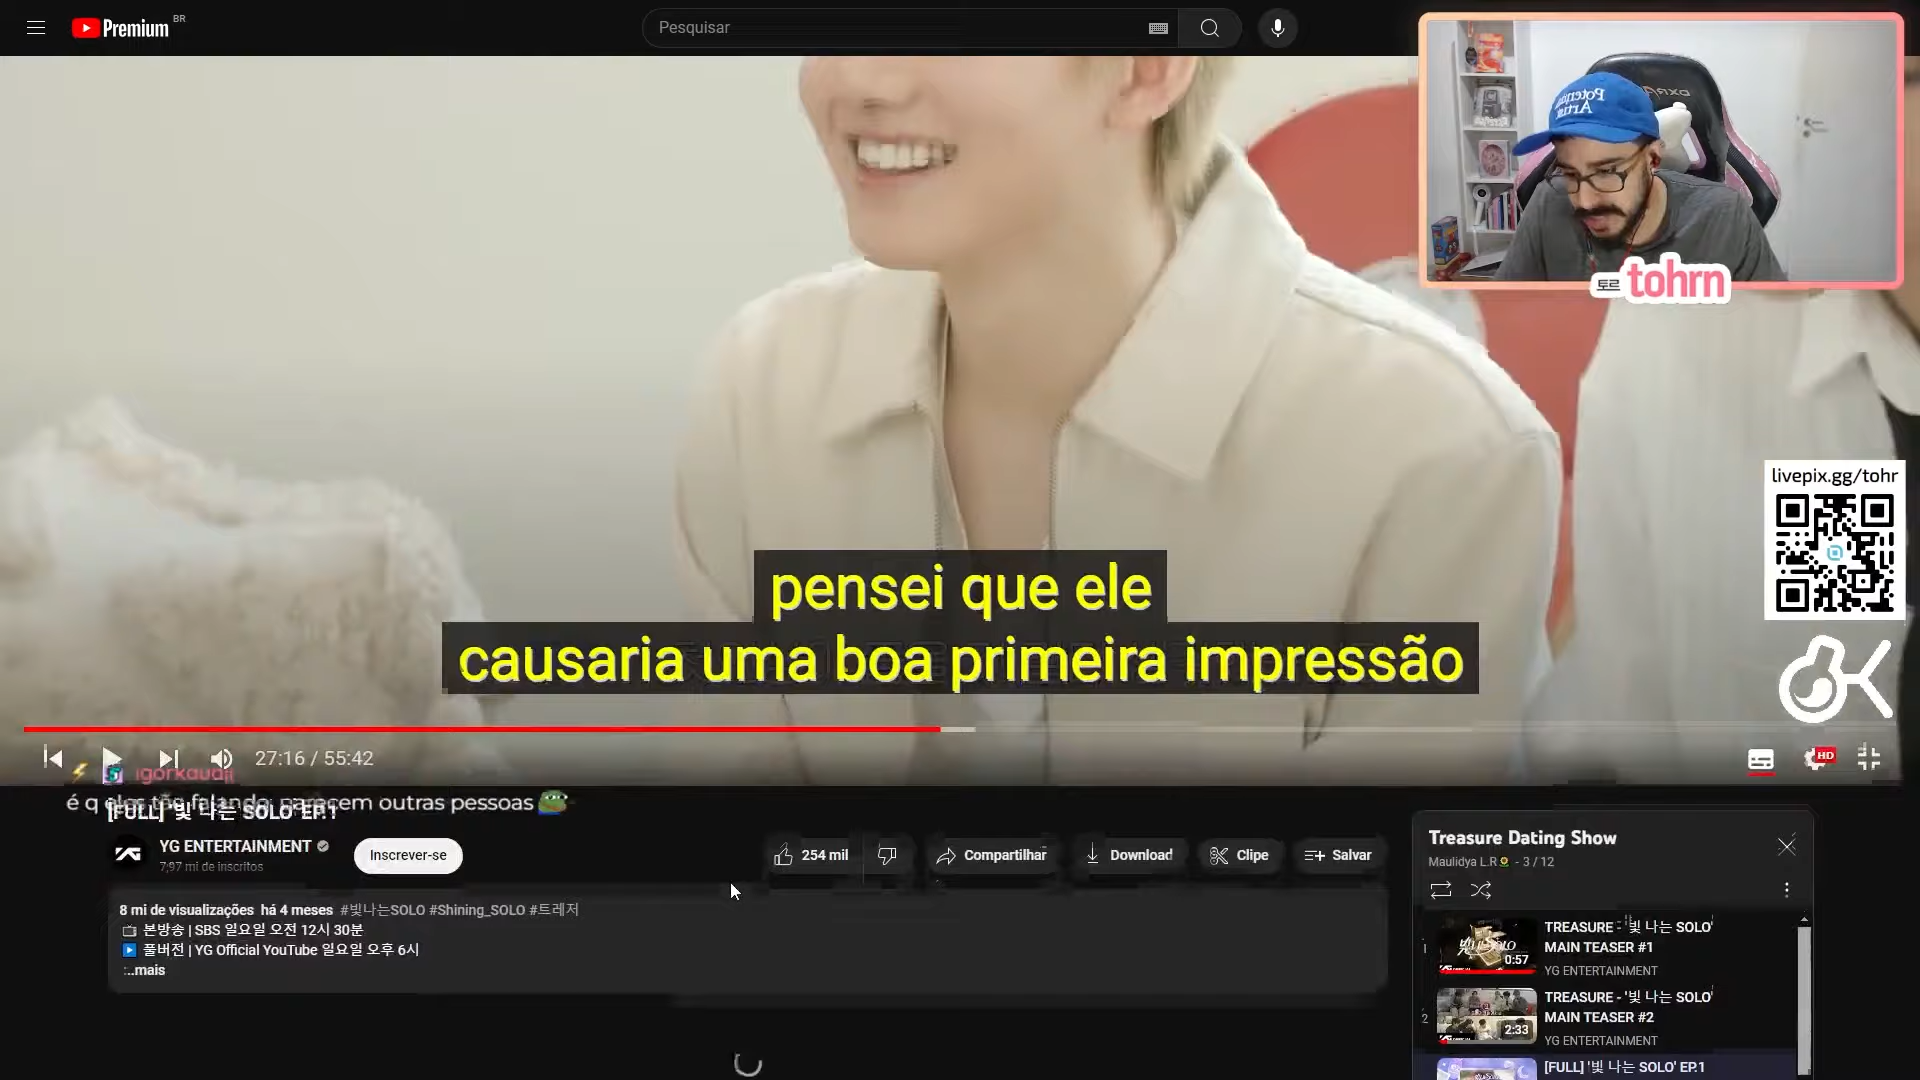 Premium BR
Pesquisar
토르 tohrn
livepix.gg/tohr
pensei que ele
causaria uma boa primeira impressão
27:16 / 55:42
HD
igorkauaji
é q eles tão falando parecem outras pessoas
[FULL] '빛 나는 SOLO' EP.1
YG ENTERTAINMENT
7,97 mi de inscritos
Inscrever-se
254 mil
Compartilhar
Download
Clipe
Salvar
8 mi de visualizações há 4 meses #빛나는SOLO #Shining_SOLO #트레저
본방송 | SBS 일요일 오전 12시 30분
풀버전 | YG Official YouTube 일요일 오후 6시
...mais
Treasure Dating Show
Maulidya L.R - 3 / 12
1
0:57
TREASURE - '빛 나는 SOLO'
MAIN TEASER #1
YG ENTERTAINMENT
2
2:33
TREASURE - '빛 나는 SOLO'
MAIN TEASER #2
YG ENTERTAINMENT
[FULL] '빛 나는 SOLO' EP.1